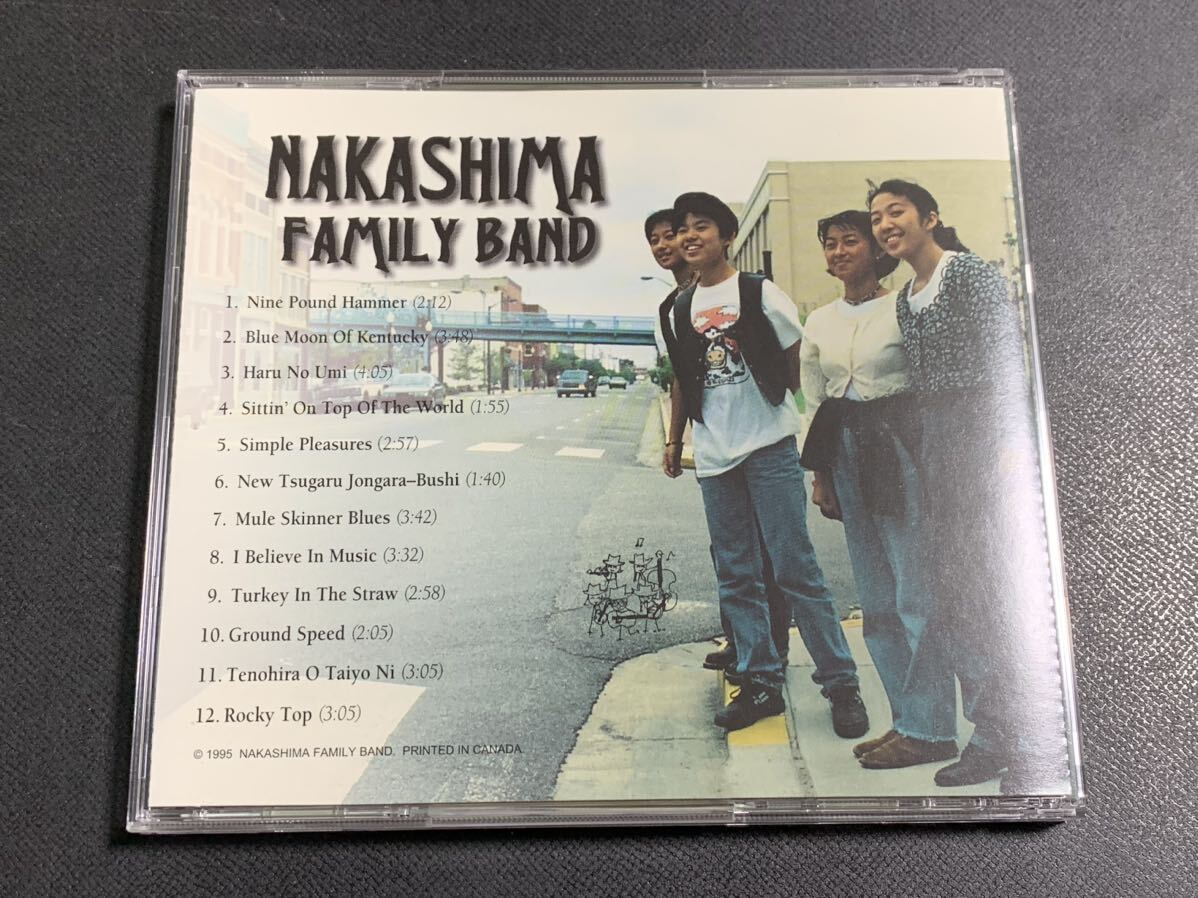 NAKASHIMA
FAMILY BAND
1. Nine Pound Hammer (2:12)
2. Blue Moon Of Kentucky (3:48)
3. Haru No Umi (4:05)
4. Sittin' On Top Of The World (1:55)
5. Simple Pleasures (2:57)
6. New Tsugaru Jongara–Bushi (1:40)
7. Mule Skinner Blues (3:42)
8. I Believe In Music (3:32)
9. Turkey In The Straw (2:58)
10. Ground Speed (2:05)
11. Tenohira O Taiyo Ni (3:05)
12. Rocky Top (3:05)
© 1995 NAKASHIMA FAMILY BAND. PRINTED IN CANADA.